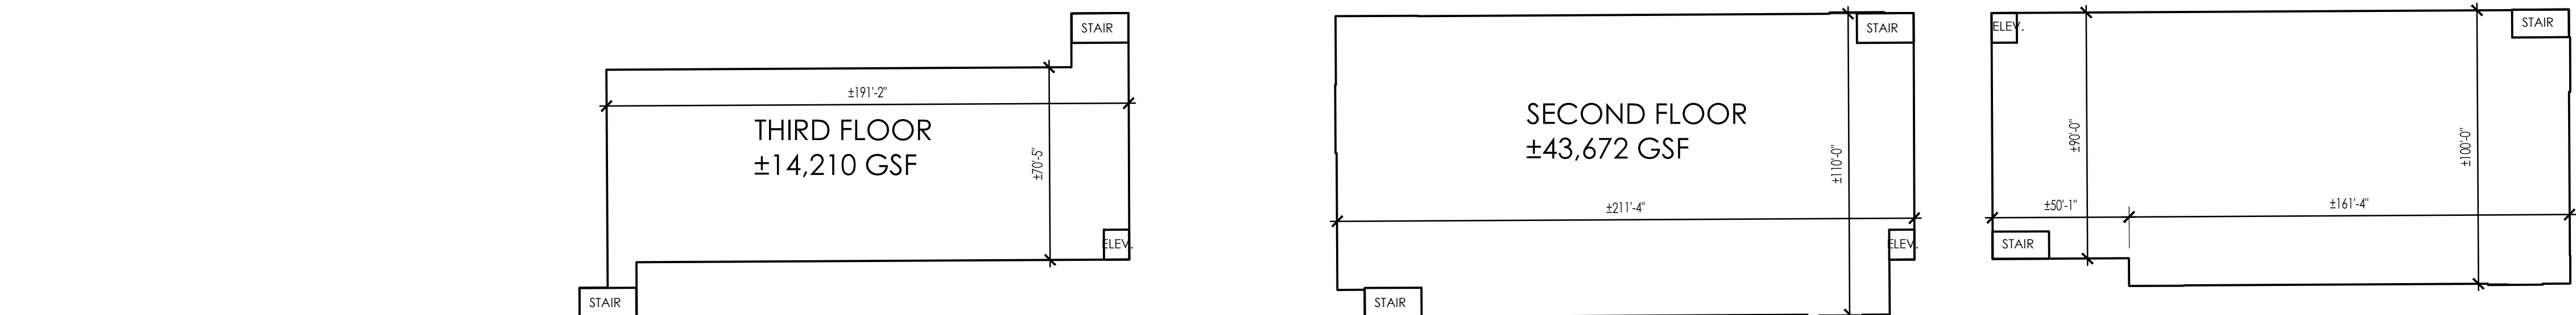 STAIR
±191'-2"
THIRD FLOOR
±14,210 GSF
±70'-5"
ELEV.
STAIR
STAIR
SECOND FLOOR
±43,672 GSF
±110'-0"
±211'-4"
ELEV.
STAIR
ELEV.
STAIR
±90'-0"
±100'-0"
±50'-1"
±161'-4"
STAIR